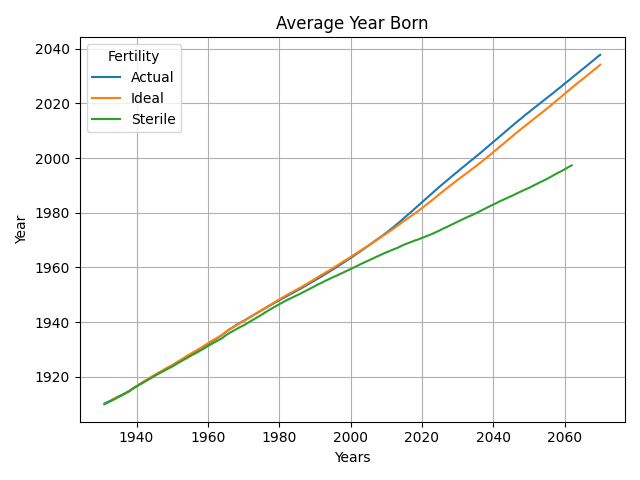 Average Year Born
Fertility
Actual
Ideal
Sterile
2040
2020
2000
1980
1960
1940
1920
Year
1940 1960 1980 2000 2020 2040 2060
Years